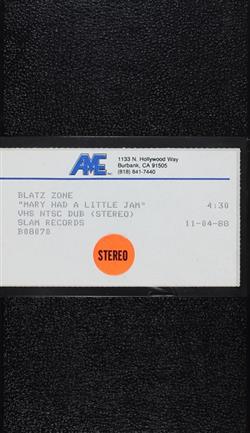 AME
1133 N. Hollywood Way
Burbank, CA 91505
(818) 841-7440
BLATZ ZONE
"MARY HAD A LITTLE JAM" 4:30
VHS NTSC DUB (STEREO)
SLAM RECORDS 11-04-88
B08070
STEREO